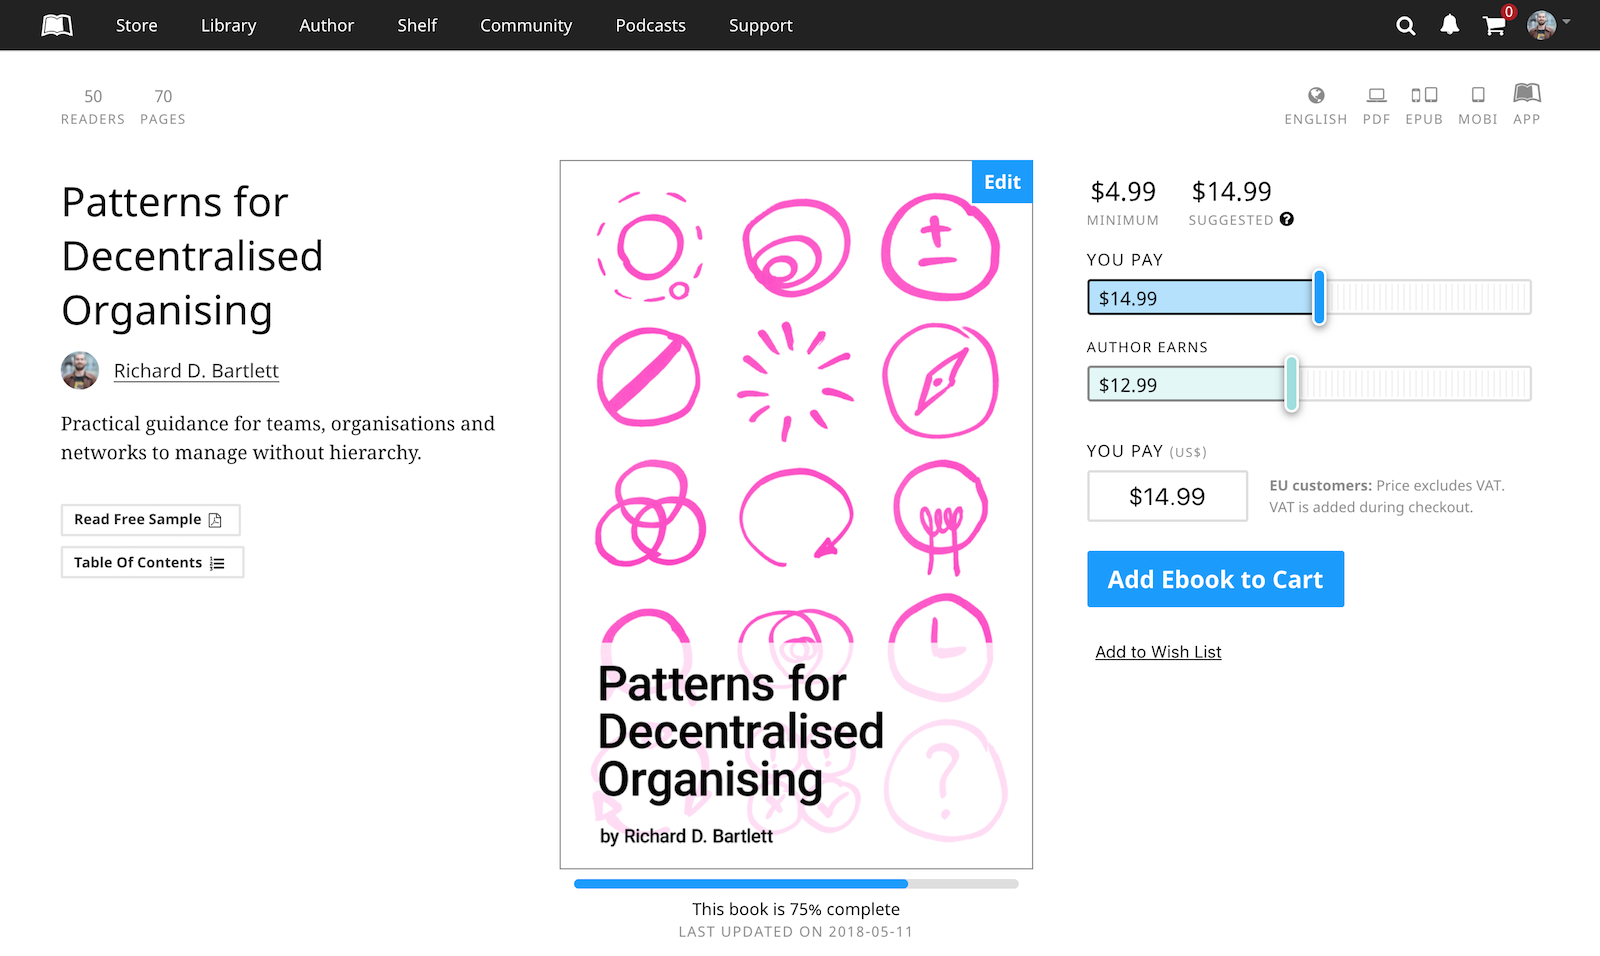 Store Library Author Shelf Community Podcasts Support 0
50 70
READERS PAGES
ENGLISH PDF EPUB MOBI APP
Patterns for
Decentralised
Organising
Richard D. Bartlett
Practical guidance for teams, organisations and
networks to manage without hierarchy.
Read Free Sample
Table Of Contents
Edit
Patterns for
Decentralised
Organising
by Richard D. Bartlett
This book is 75% complete
LAST UPDATED ON 2018-05-11
$4.99 $14.99
MINIMUM SUGGESTED ?
YOU PAY
$14.99
AUTHOR EARNS
$12.99
YOU PAY (US$)
$14.99
EU customers: Price excludes VAT.
VAT is added during checkout.
Add Ebook to Cart
Add to Wish List